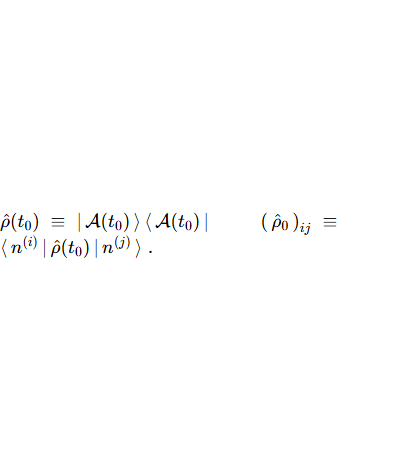 ρ̂(t₀) ≡ | 𝒜(t₀) ⟩ ⟨ 𝒜(t₀) | ( ρ̂₀ )ᵢⱼ ≡
⟨ n⁽ⁱ⁾ | ρ̂(t₀) | n⁽ʲ⁾ ⟩ .